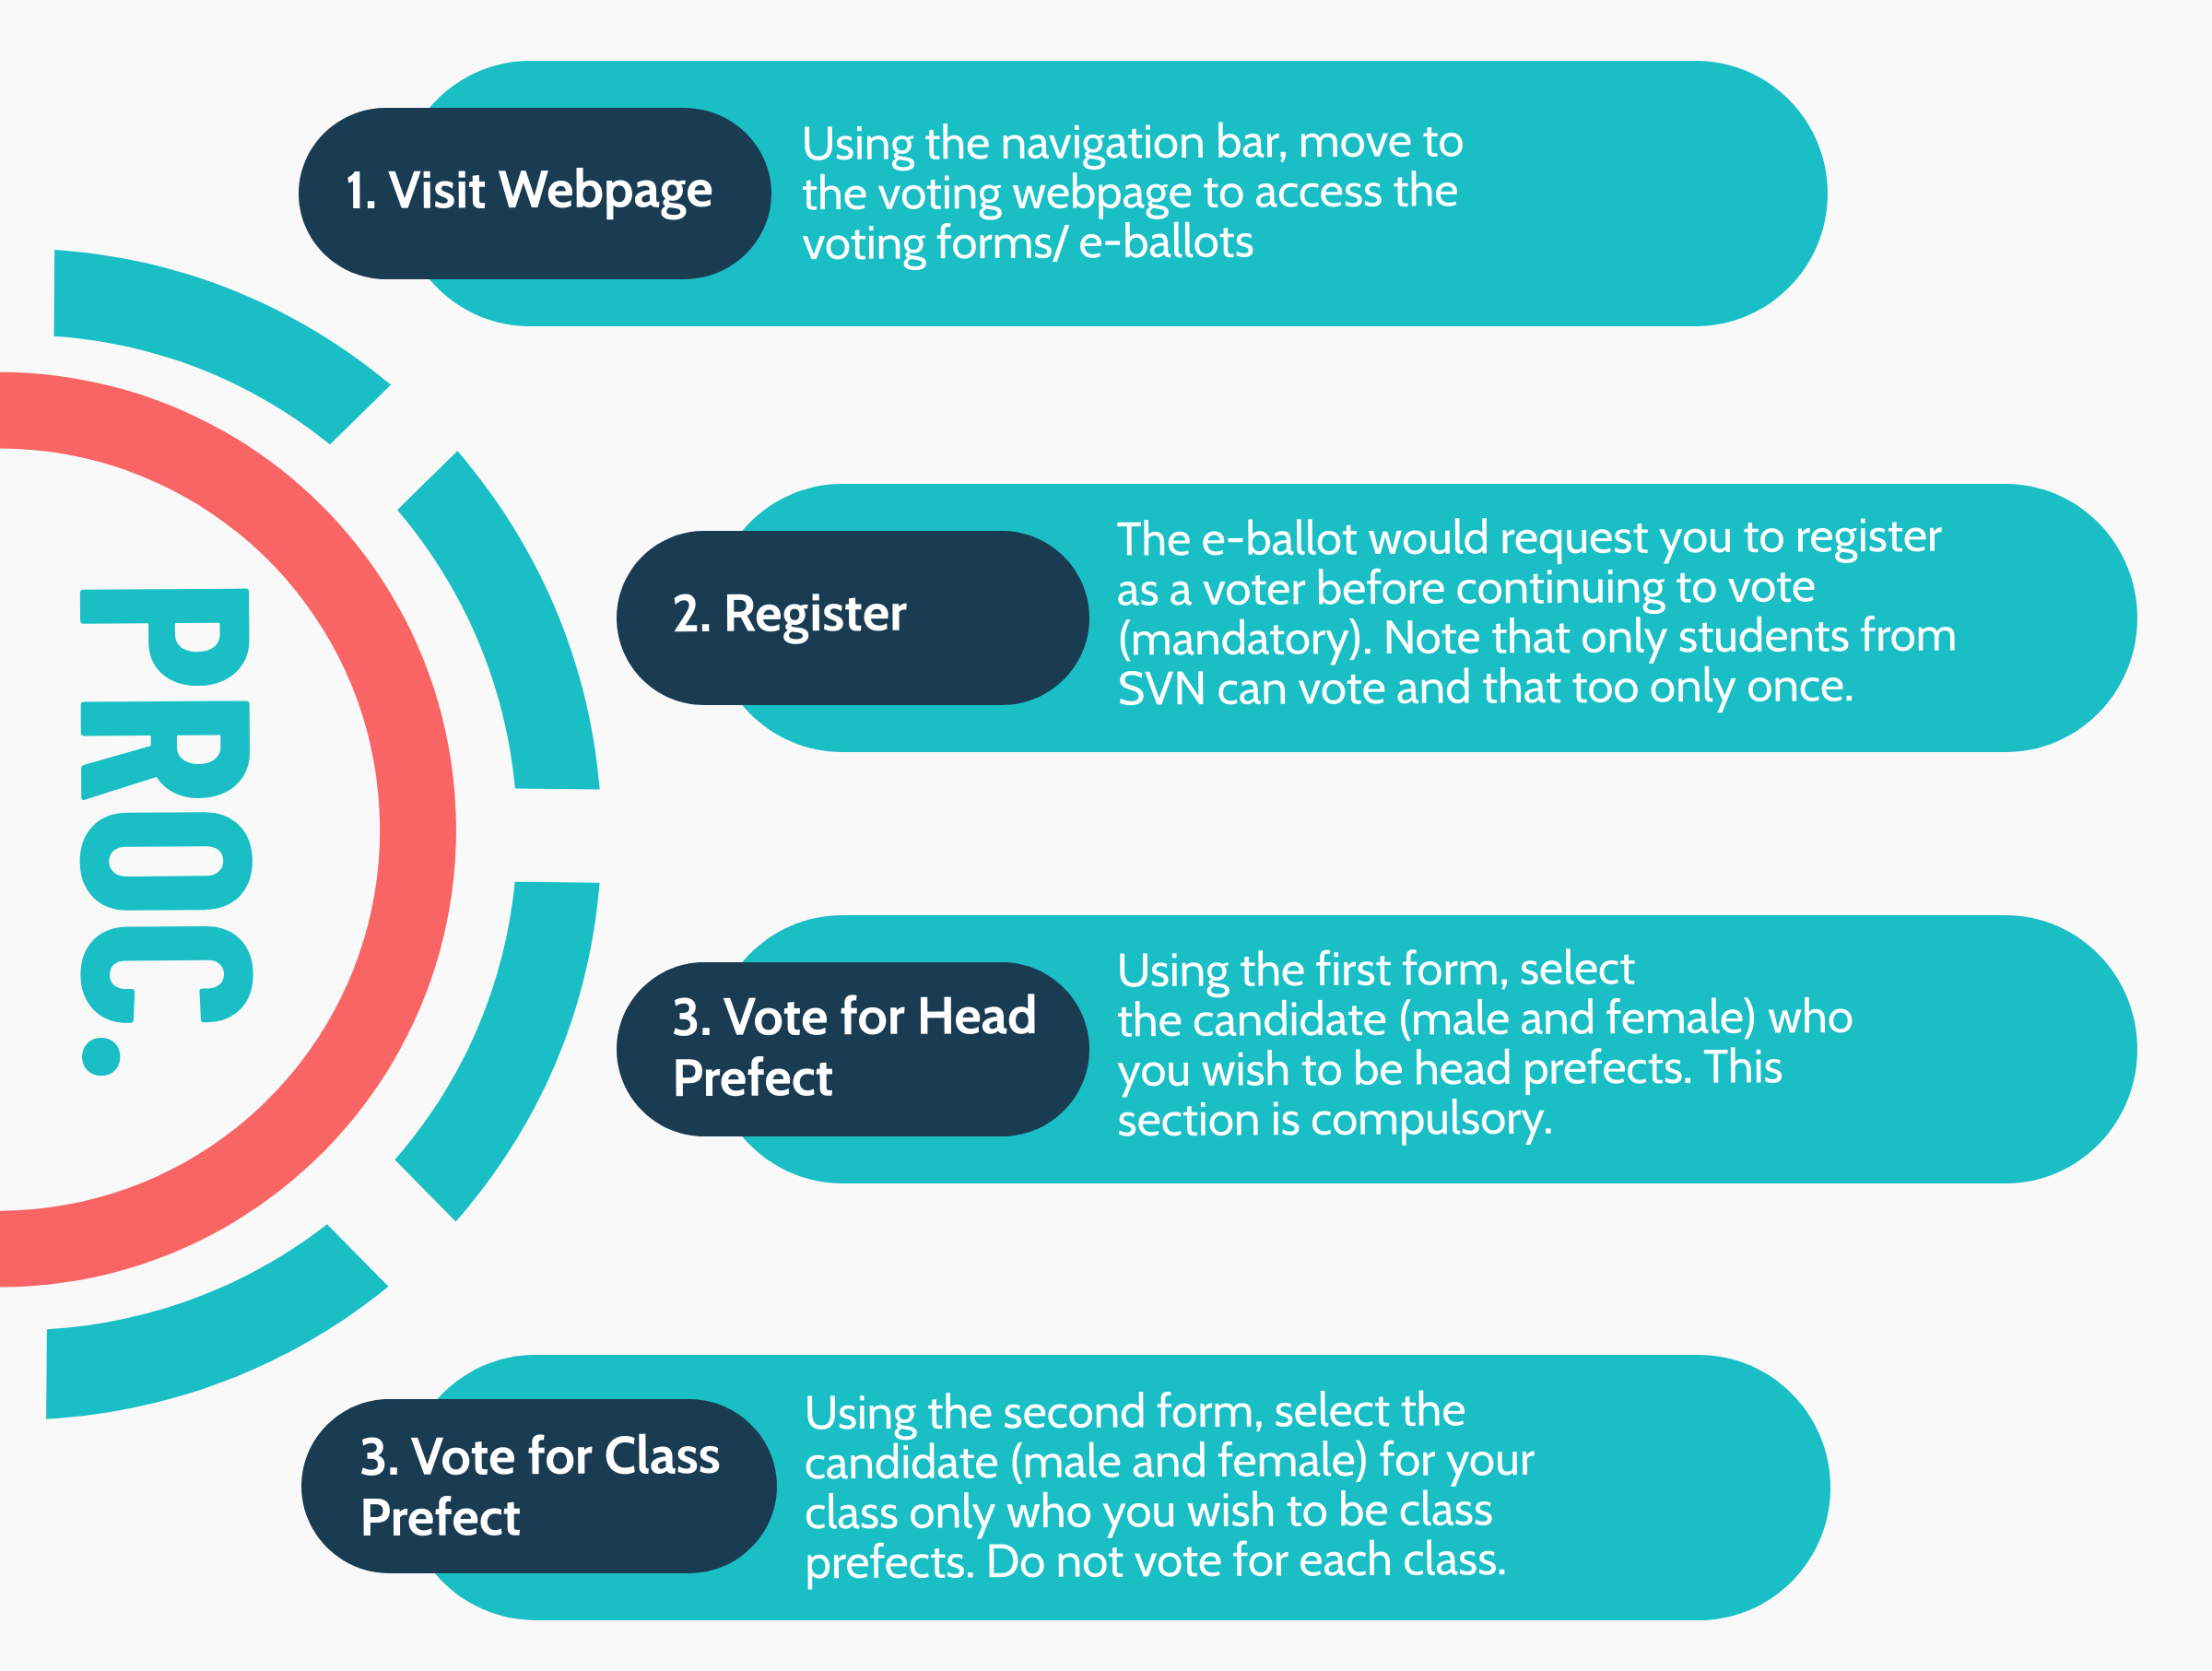 PROC.
1. Visit Webpage
Using the navigation bar, move to
the voting webpage to access the
voting forms/ e-ballots
2. Register
The e-ballot would request you to register
as a voter before continuing to vote
(mandatory). Note that only students from
SVN can vote and that too only once.
3. Vote for Head
Prefect
Using the first form, select
the candidate (male and female) who
you wish to be head prefects. This
section is compulsory.
3. Vote for Class
Prefect
Using the second form, select the
candidate (male and female) for your
class only who you wish to be class
prefects. Do not vote for each class.